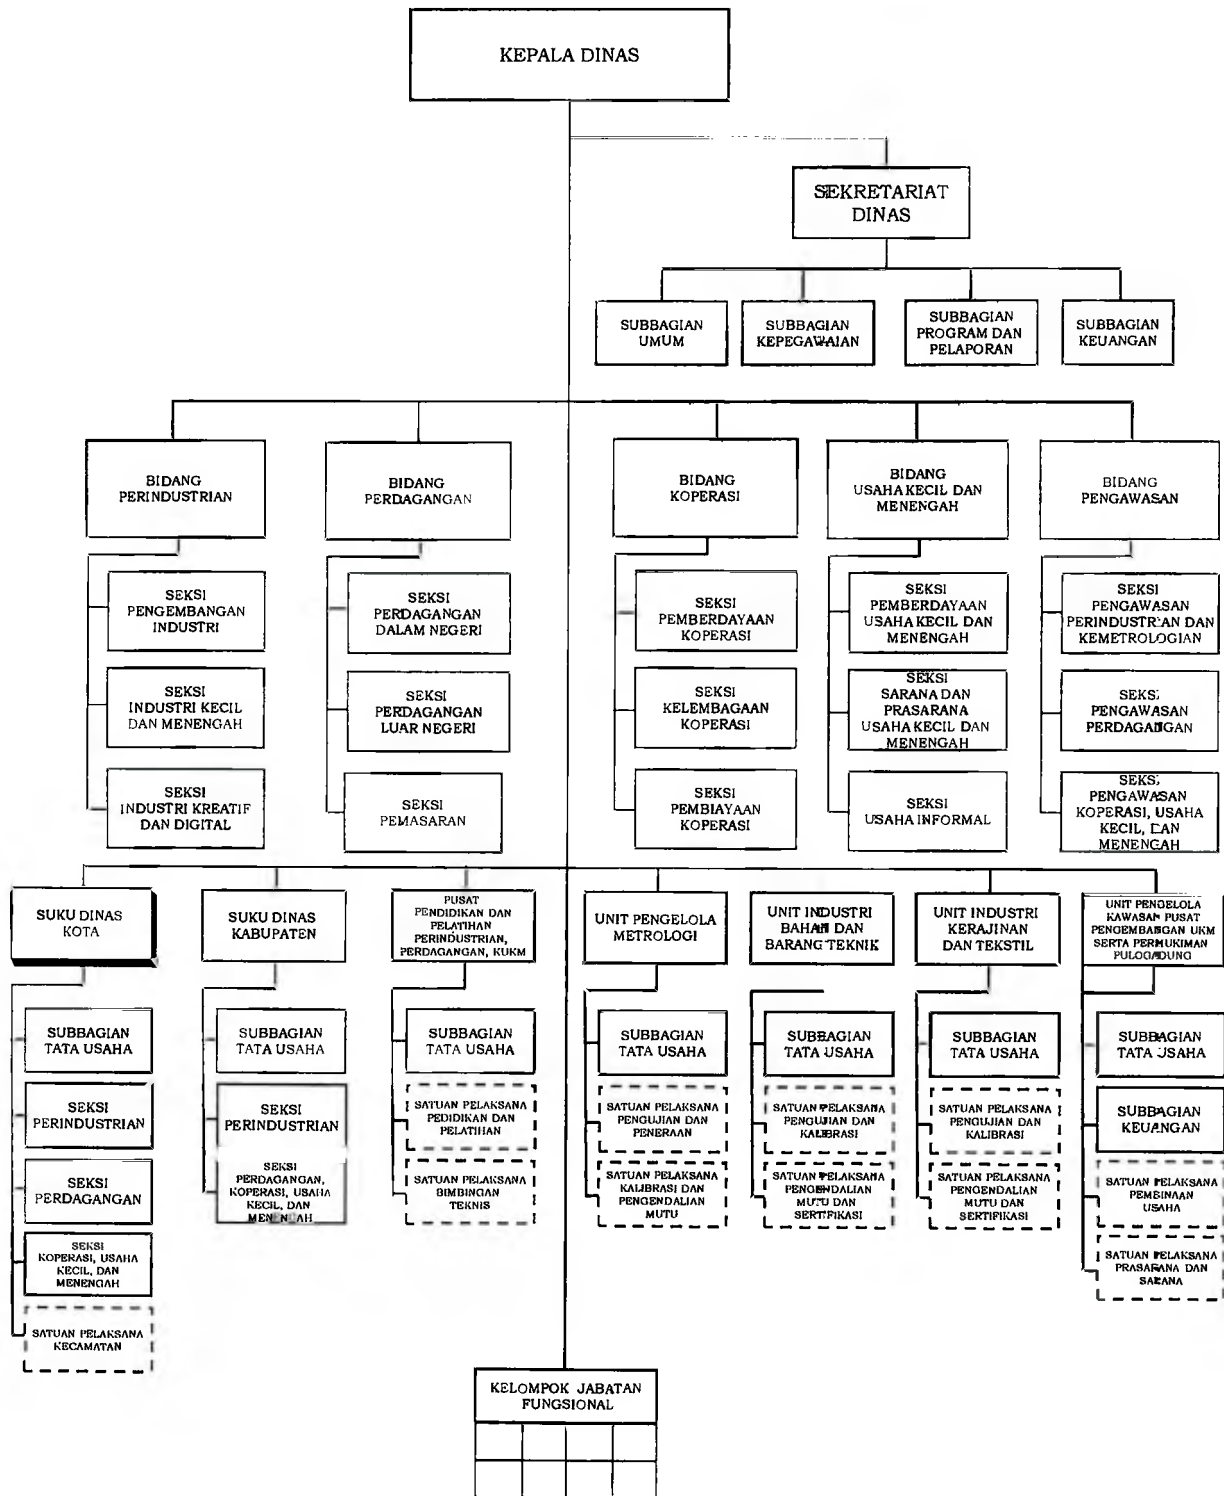 KEPALA DINAS
SEKRETARIAT
DINAS
SUBBAGIAN
UMUM
SUBBAGIAN
KEPEGAWAIAN
SUBBAGIAN
PROGRAM DAN
PELAPORAN
SUBBAGIAN
KEUANGAN
BIDANG
PERINDUSTRIAN
BIDANG
PERDAGANGAN
BIDANG
KOPERASI
BIDANG
USAHA KECIL DAN
MENENGAH
BIDANG
PENGAWASAN
SEKSI
PENGEMBANGAN
INDUSTRI
SEKSI
PERDAGANGAN
DALAM NEGERI
SEKSI
PEMBERDAYAAN
KOPERASI
SEKSI
PEMBERDAYAAN
USAHA KECIL DAN
MENENGAH
SEKSI
PENGAWASAN
PERINDUSTRIAN DAN
KEMETROLOGIAN
SEKSI
INDUSTRI KECIL
DAN MENENGAH
SEKSI
PERDAGANGAN
LUAR NEGERI
SEKSI
KELEMBAGAAN
KOPERASI
SEKSI
SARANA DAN
PRASARANA
USAHA KECIL DAN
MENENGAH
SEKSI
PENGAWASAN
PERDAGANGAN
SEKSI
INDUSTRI KREATIF
DAN DIGITAL
SEKSI
PEMASARAN
SEKSI
PEMBIAYAAN
KOPERASI
SEKSI
USAHA INFORMAL
SEKSI
PENGAWASAN
KOPERASI, USAHA
KECIL, DAN
MENENGAH
SUKU DINAS
KOTA
SUKU DINAS
KABUPATEN
PUSAT
PENDIDIKAN DAN
PELATIHAN
PERINDUSTRIAN,
PERDAGANGAN, KUKM
UNIT PENGELOLA
METROLOGI
UNIT INDUSTRI
BAHAN DAN
BARANG TEKNIK
UNIT INDUSTRI
KERAJINAN
DAN TEKSTIL
UNIT PENGELOLA
KAWASAN PUSAT
PENGEMBANGAN UKM
SERTA PERMUKIMAN
PULOGADUNG
SUBBAGIAN
TATA USAHA
SEKSI
PERINDUSTRIAN
SEKSI
PERDAGANGAN
SEKSI
KOPERASI, USAHA
KECIL, DAN
MENENGAH
SATUAN PELAKSANA
KECAMATAN
SUBBAGIAN
TATA USAHA
SEKSI
PERINDUSTRIAN
SEKSI
PERDAGANGAN,
KOPERASI, USAHA
KECIL, DAN
MENENGAH
SUBBAGIAN
TATA USAHA
SATUAN PELAKSANA
PEDIDIKAN DAN
PELATIHAN
SATUAN PELAKSANA
BIMBINGAN
TEKNIS
SUBBAGIAN
TATA USAHA
SATUAN PELAKSANA
PENGUJIAN DAN
PENERAAN
SATUAN PELAKSANA
KALIBRASI DAN
PENGENDALIAN
MUTU
SUBBAGIAN
TATA USAHA
SATUAN PELAKSANA
PENGUJIAN DAN
KALIBRASI
SATUAN PELAKSANA
PENGENDALIAN
MUTU DAN
SERTIFIKASI
SUBBAGIAN
TATA USAHA
SATUAN PELAKSANA
PENGUJIAN DAN
KALIBRASI
SATUAN PELAKSANA
PENGENDALIAN
MUTU DAN
SERTIFIKASI
SUBBAGIAN
TATA USAHA
SUBBAGIAN
KEUANGAN
SATUAN PELAKSANA
PEMBINAAN
USAHA
SATUAN PELAKSANA
PRASARANA DAN
SARANA
KELOMPOK JABATAN
FUNGSIONAL